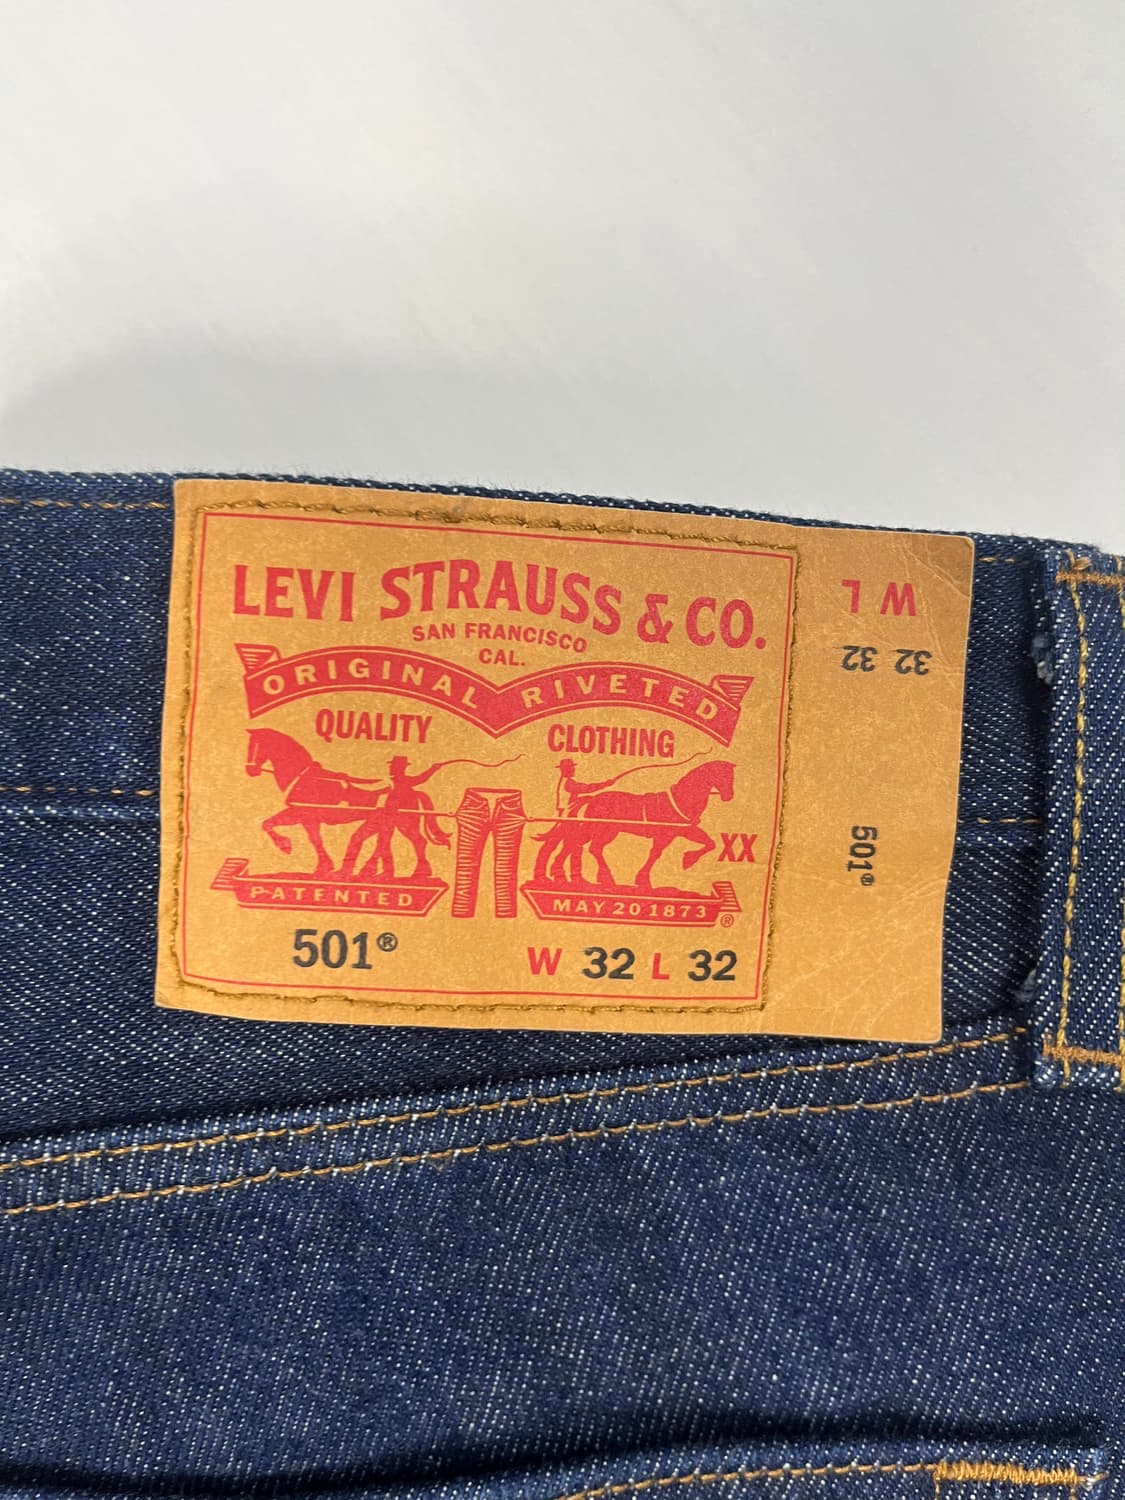 LEVI STRAUSS & CO.
SAN FRANCISCO
CAL.
ORIGINAL RIVETED
QUALITY CLOTHING
XX
PATENTED MAY 20 1873 ®
501® W 32 L 32
W L
32 32 32
501®